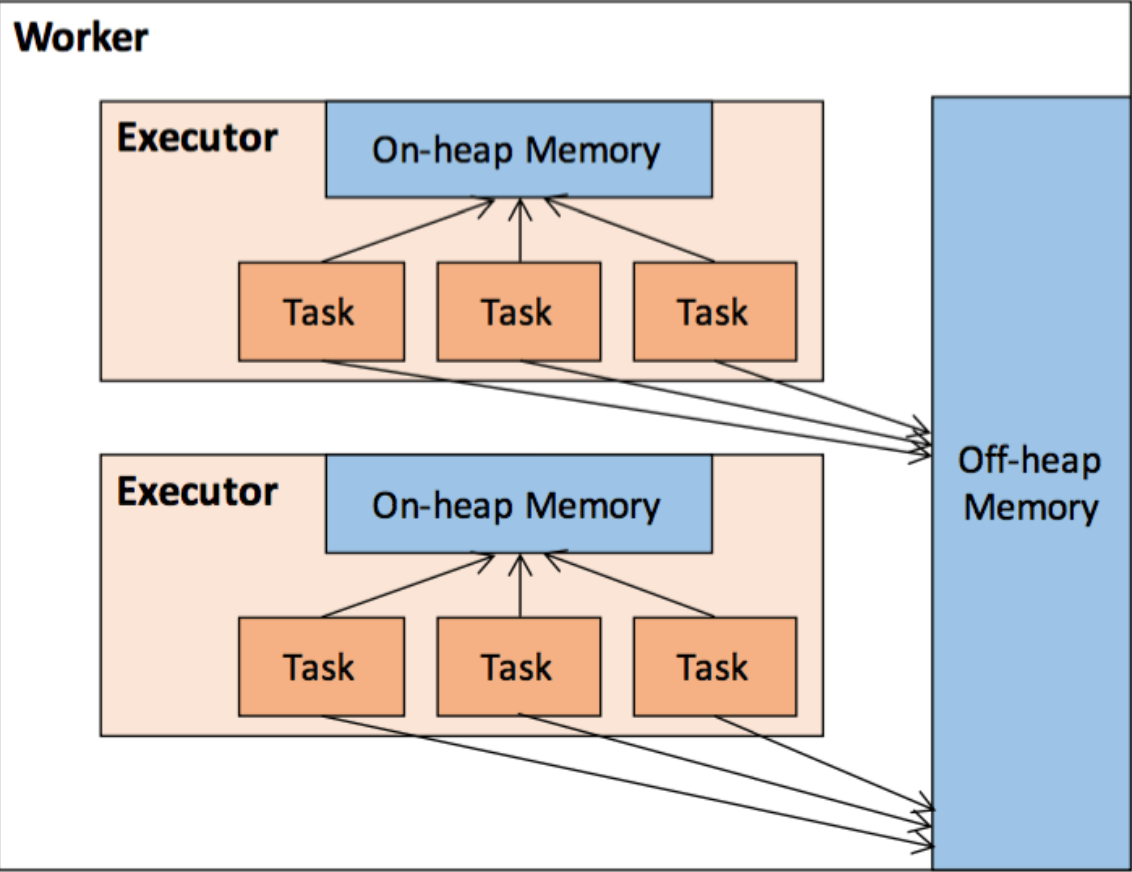 Worker
Executor
On-heap Memory
Task
Task
Task
Executor
On-heap Memory
Task
Task
Task
Off-heap
Memory